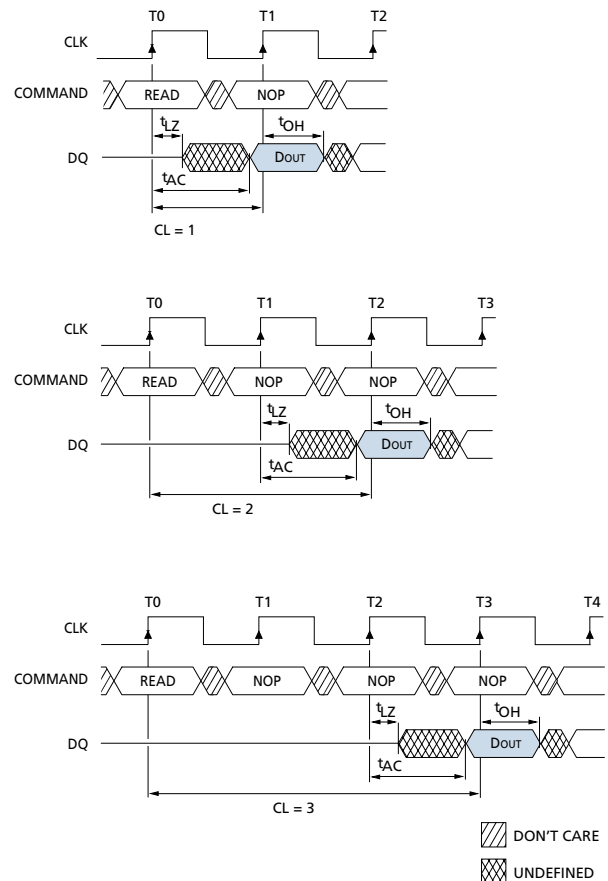 T0 T1 T2
CLK
COMMAND READ NOP
tLZ tOH
DQ DOUT
tAC
CL = 1
T0 T1 T2 T3
CLK
COMMAND READ NOP NOP
tLZ tOH
DQ DOUT
tAC
CL = 2
T0 T1 T2 T3 T4
CLK
COMMAND READ NOP NOP NOP
tLZ tOH
DQ DOUT
tAC
CL = 3
DON'T CARE
UNDEFINED